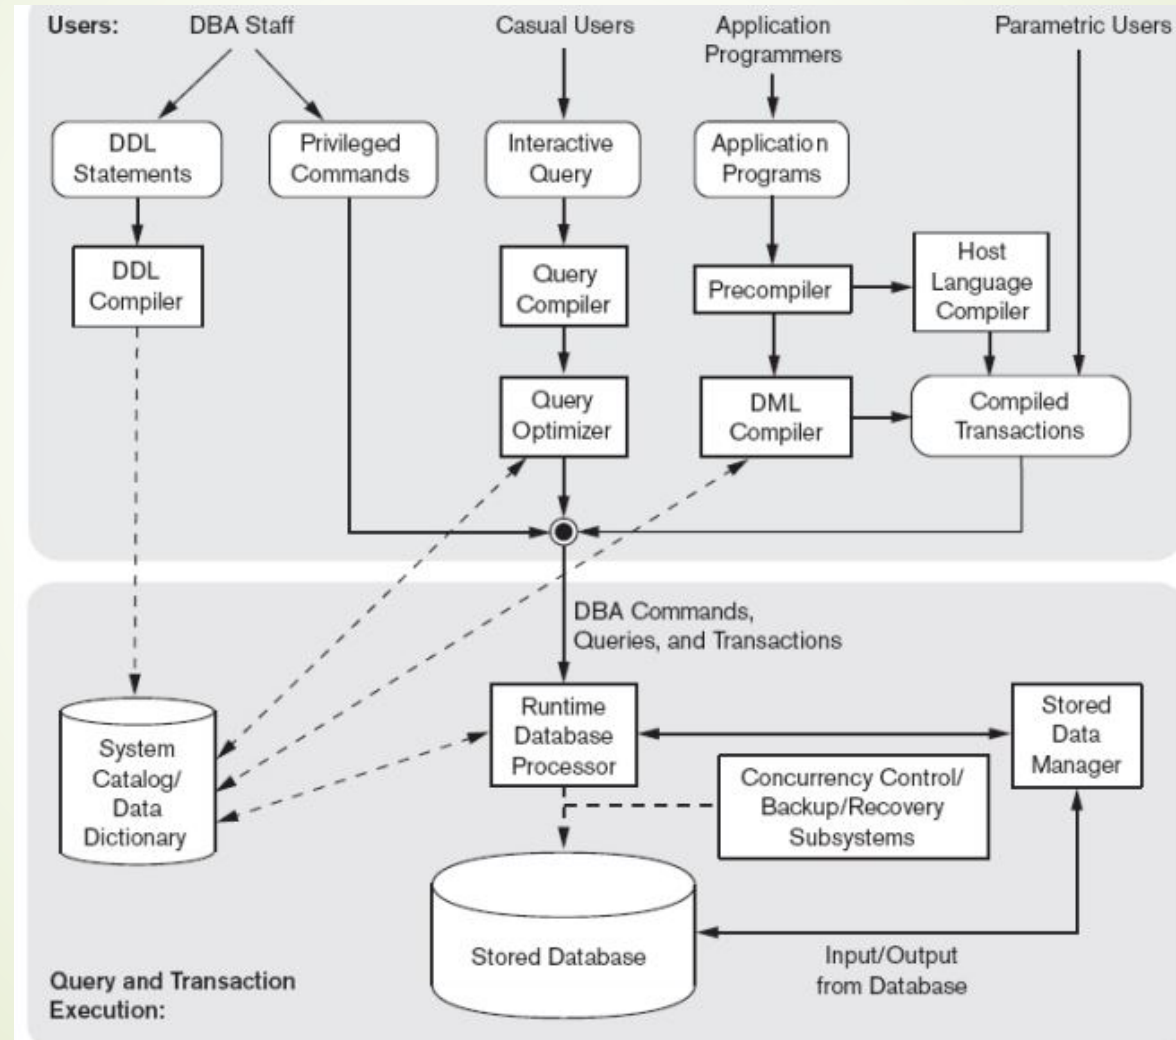 Users:
DBA Staff
Casual Users
Application
Programmers
Parametric Users
DDL
Statements
Privileged
Commands
Interactive
Query
Application
Programs
DDL
Compiler
Query
Compiler
Precompiler
Host
Language
Compiler
Query
Optimizer
DML
Compiler
Compiled
Transactions
DBA Commands,
Queries, and Transactions
System
Catalog/
Data
Dictionary
Runtime
Database
Processor
Stored
Data
Manager
Concurrency Control/
Backup/Recovery
Subsystems
Stored Database
Input/Output
from Database
Query and Transaction
Execution: